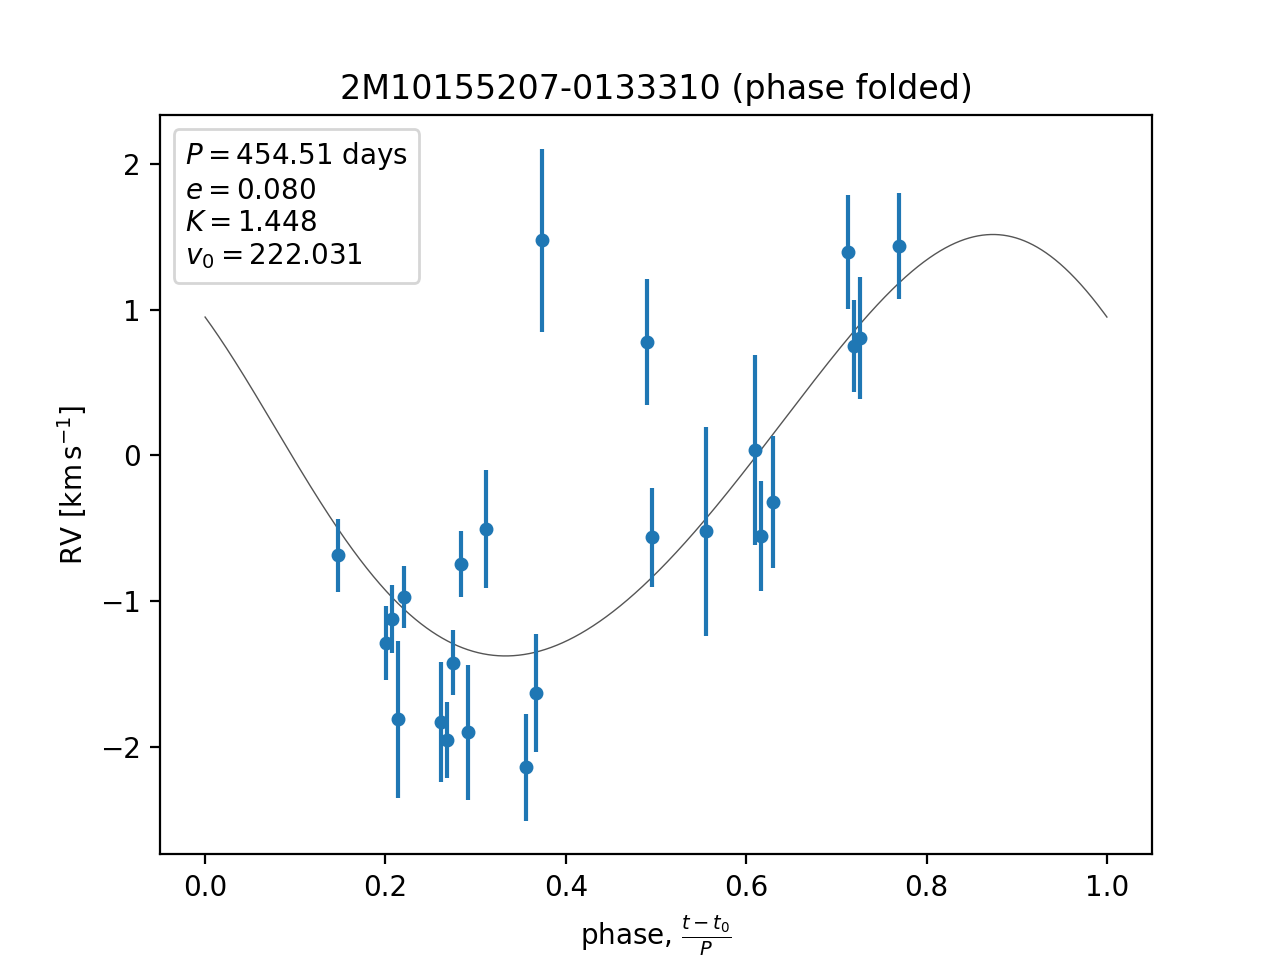 2M10155207-0133310 (phase folded)
P = 454.51 days
e = 0.080
K = 1.448
v₀ = 222.031
RV [km s⁻¹]
2
1
0
−1
−2
0.0 0.2 0.4 0.6 0.8 1.0
phase, (t − t₀)/P